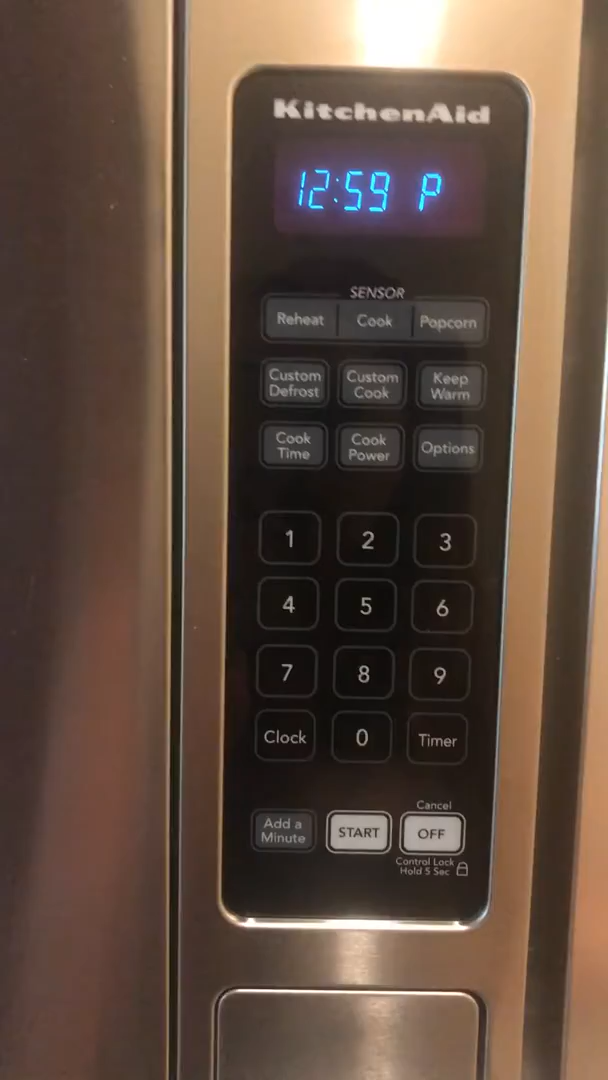 KitchenAid
12:59 P
SENSOR
Reheat Cook Popcorn
Custom Defrost Custom Cook Keep Warm
Cook Time Cook Power Options
1 2 3
4 5 6
7 8 9
Clock 0 Timer
Cancel
Add a Minute START OFF
Control Lock
Hold 5 Sec